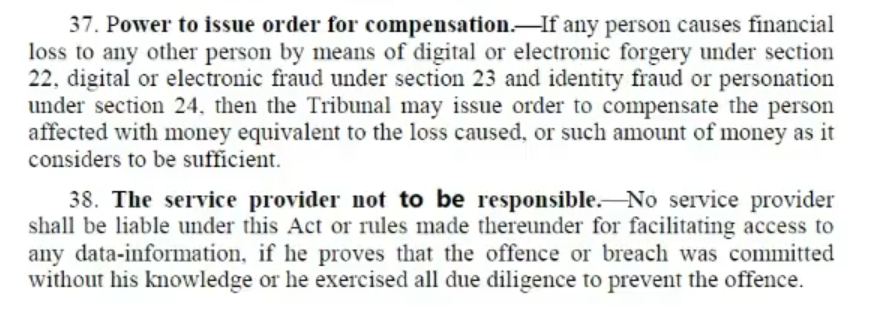 37. Power to issue order for compensation.—If any person causes financial
loss to any other person by means of digital or electronic forgery under section
22, digital or electronic fraud under section 23 and identity fraud or personation
under section 24, then the Tribunal may issue order to compensate the person
affected with money equivalent to the loss caused, or such amount of money as it
considers to be sufficient.
38. The service provider not to be responsible.—No service provider
shall be liable under this Act or rules made thereunder for facilitating access to
any data-information, if he proves that the offence or breach was committed
without his knowledge or he exercised all due diligence to prevent the offence.